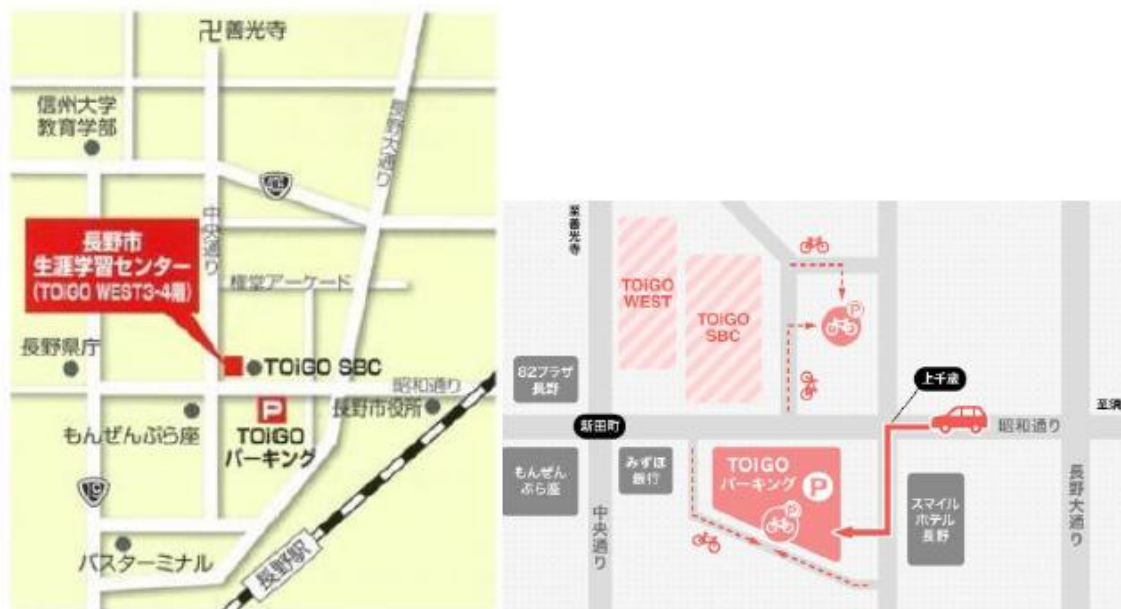 卍善光寺
信州大学
教育学部
長野大通り
406
中央通り
長野市
生涯学習センター
(TOiGO WEST3-4階)
権堂アーケード
長野県庁
TOiGO SBC
昭和通り
長野市役所
P
TOiGO
パーキング
もんぜんぷら座
19
バスターミナル
長野駅
至善光寺
TOiGO
WEST
TOiGO
SBC
P
82プラザ
長野
上千歳
新田町
昭和通り
至須
もんぜん
ぷら座
みずほ
銀行
TOIGO
パーキング
P
P
スマイル
ホテル
長野
中央通り
長野大通り